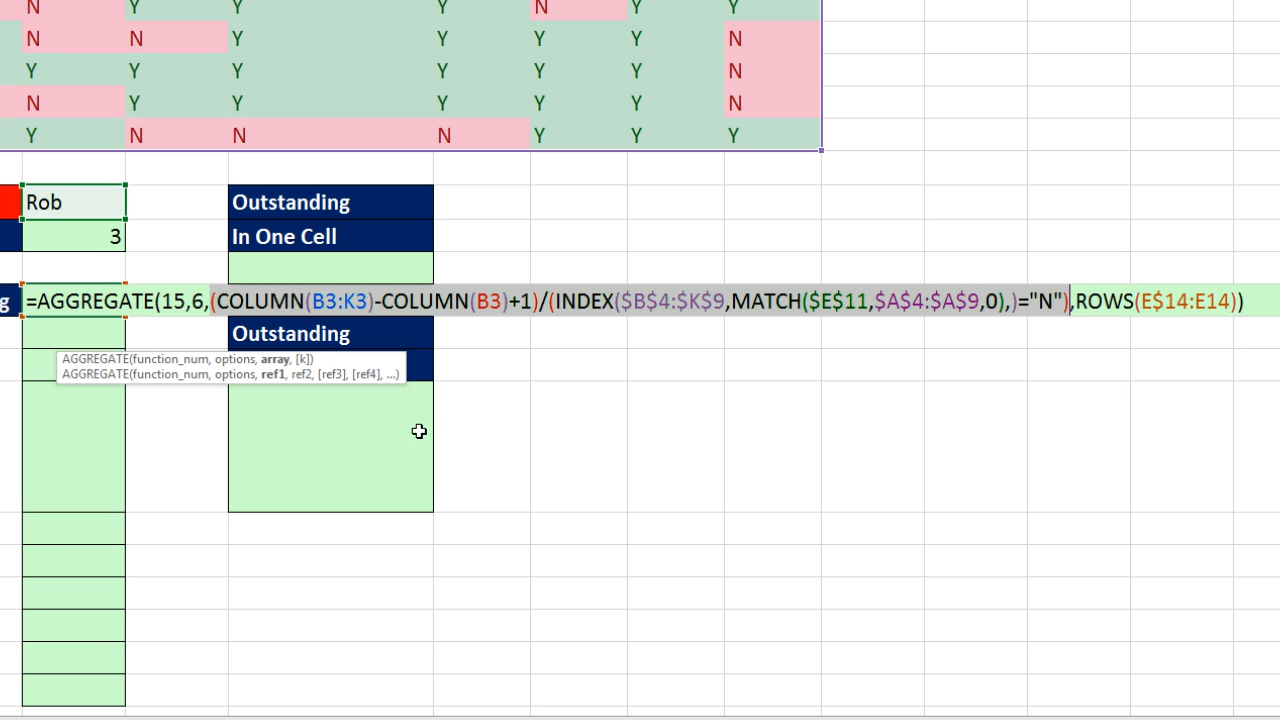 N Y Y Y N Y Y
N N Y Y Y Y N
Y Y Y Y Y Y N
N Y Y Y Y Y N
Y N N N Y Y Y
Rob Outstanding
3 In One Cell
g =AGGREGATE(15,6,(COLUMN(B3:K3)-COLUMN(B3)+1)/(INDEX($B$4:$K$9,MATCH($E$11,$A$4:$A$9,0),)="N"),ROWS(E$14:E14))
Outstanding
AGGREGATE(function_num, options, array, [k])
AGGREGATE(function_num, options, ref1, ref2, [ref3], [ref4], ...)